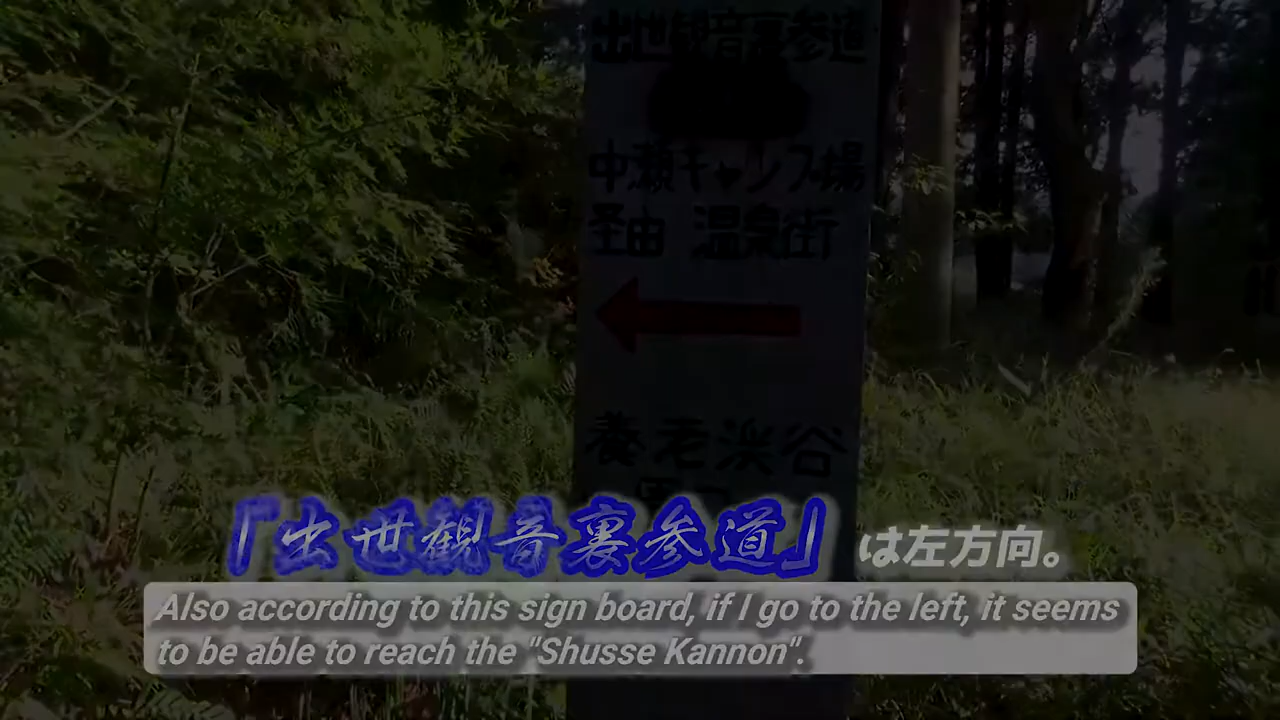 出世観音裏参道
中瀬キャンプ場
経由 温泉街
養老渓谷
「出世観音裏参道」は左方向。
Also according to this sign board, if I go to the left, it seems
to be able to reach the "Shusse Kannon".